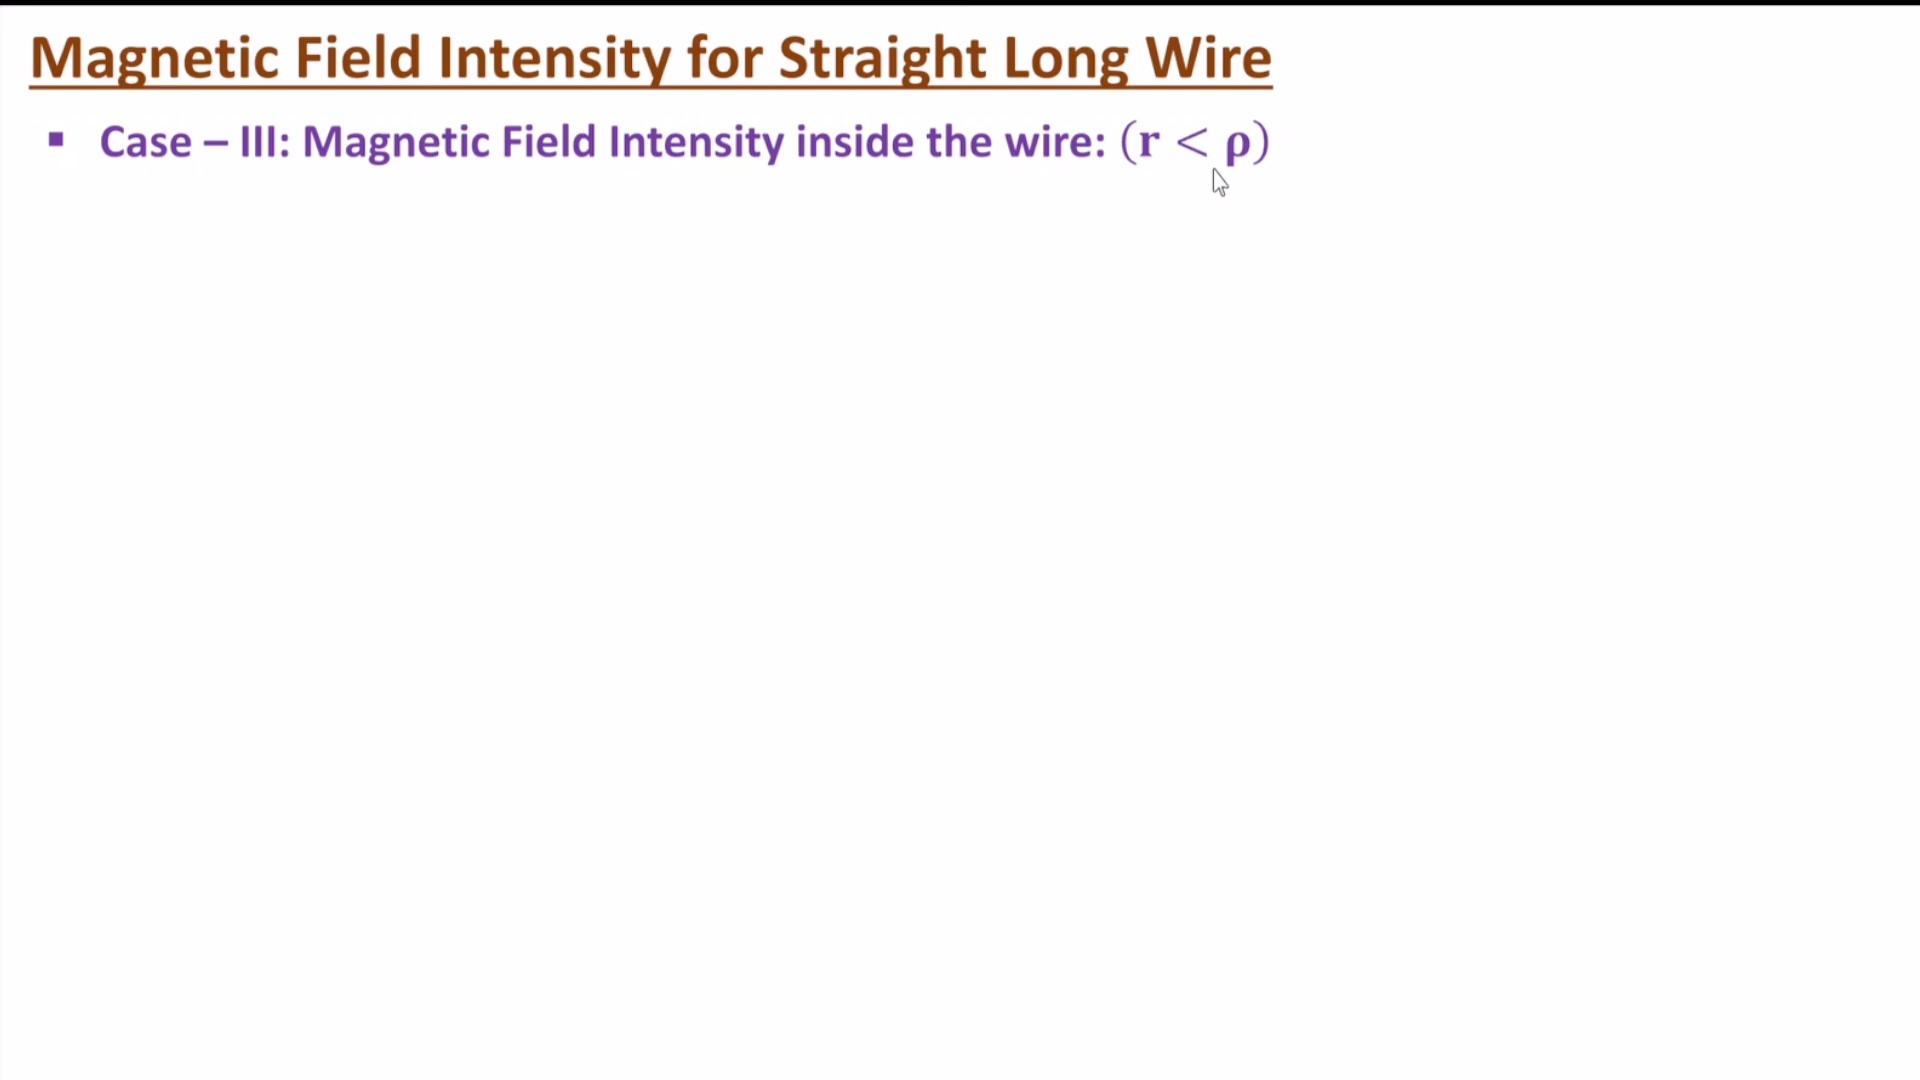 Magnetic Field Intensity for Straight Long Wire
▪ Case – III: Magnetic Field Intensity inside the wire: (r < ρ)